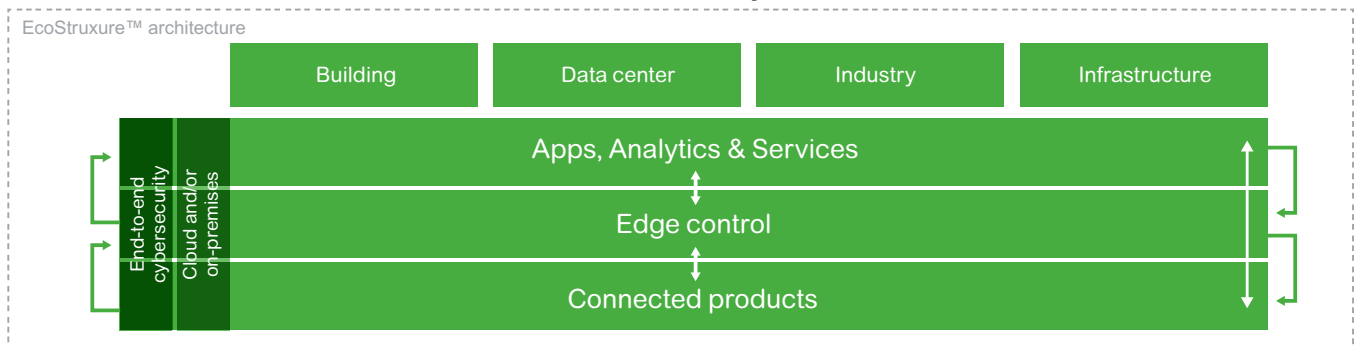 EcoStruxure™ architecture
Building
Data center
Industry
Infrastructure
End-to-end
cybersecurity
Cloud and/or
on-premises
Apps, Analytics & Services
Edge control
Connected products